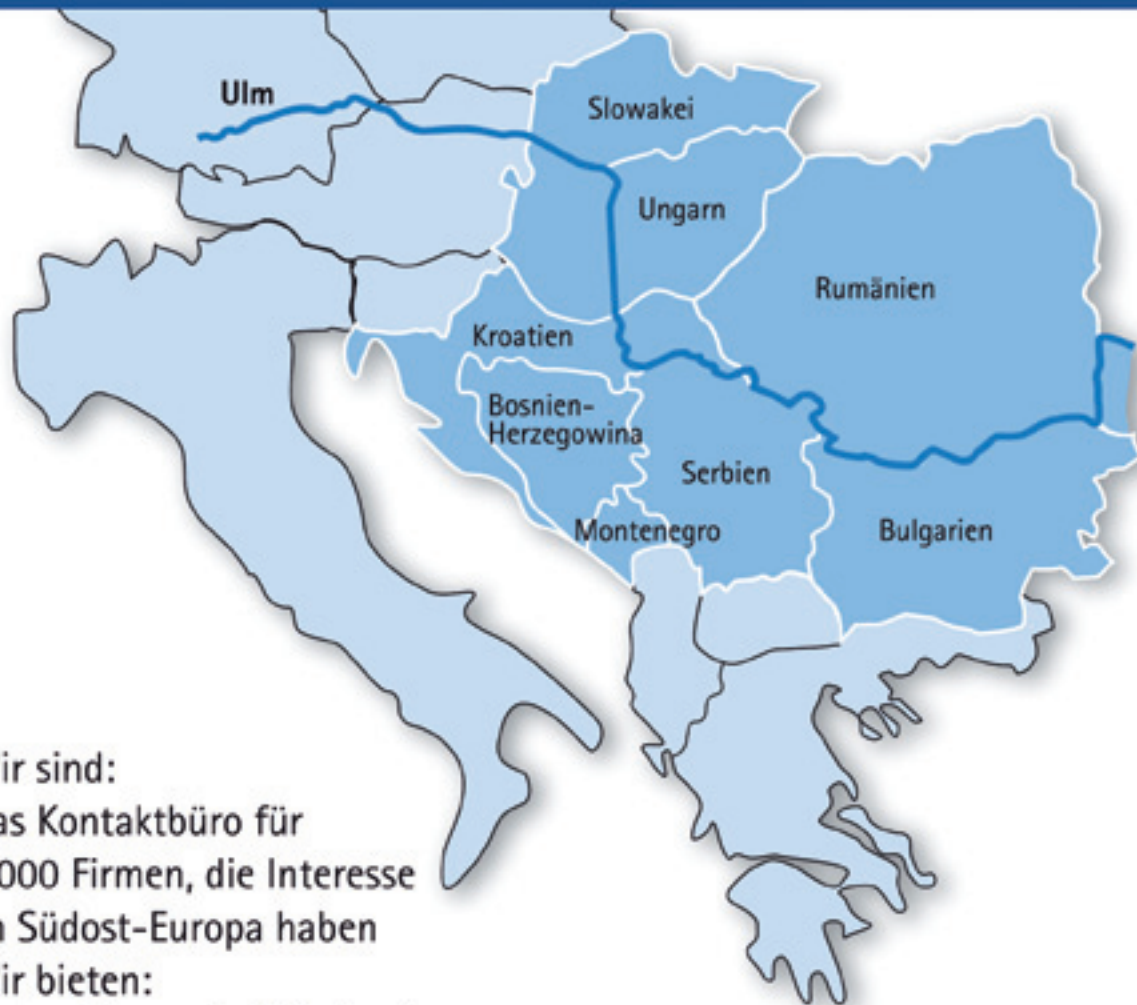 Ulm
Slowakei
Ungarn
Rumänien
Kroatien
Bosnien-
Herzegowina
Serbien
Montenegro
Bulgarien
ir sind:
as Kontaktbüro für
000 Firmen, die Interesse
n Südost-Europa haben
ir bieten: